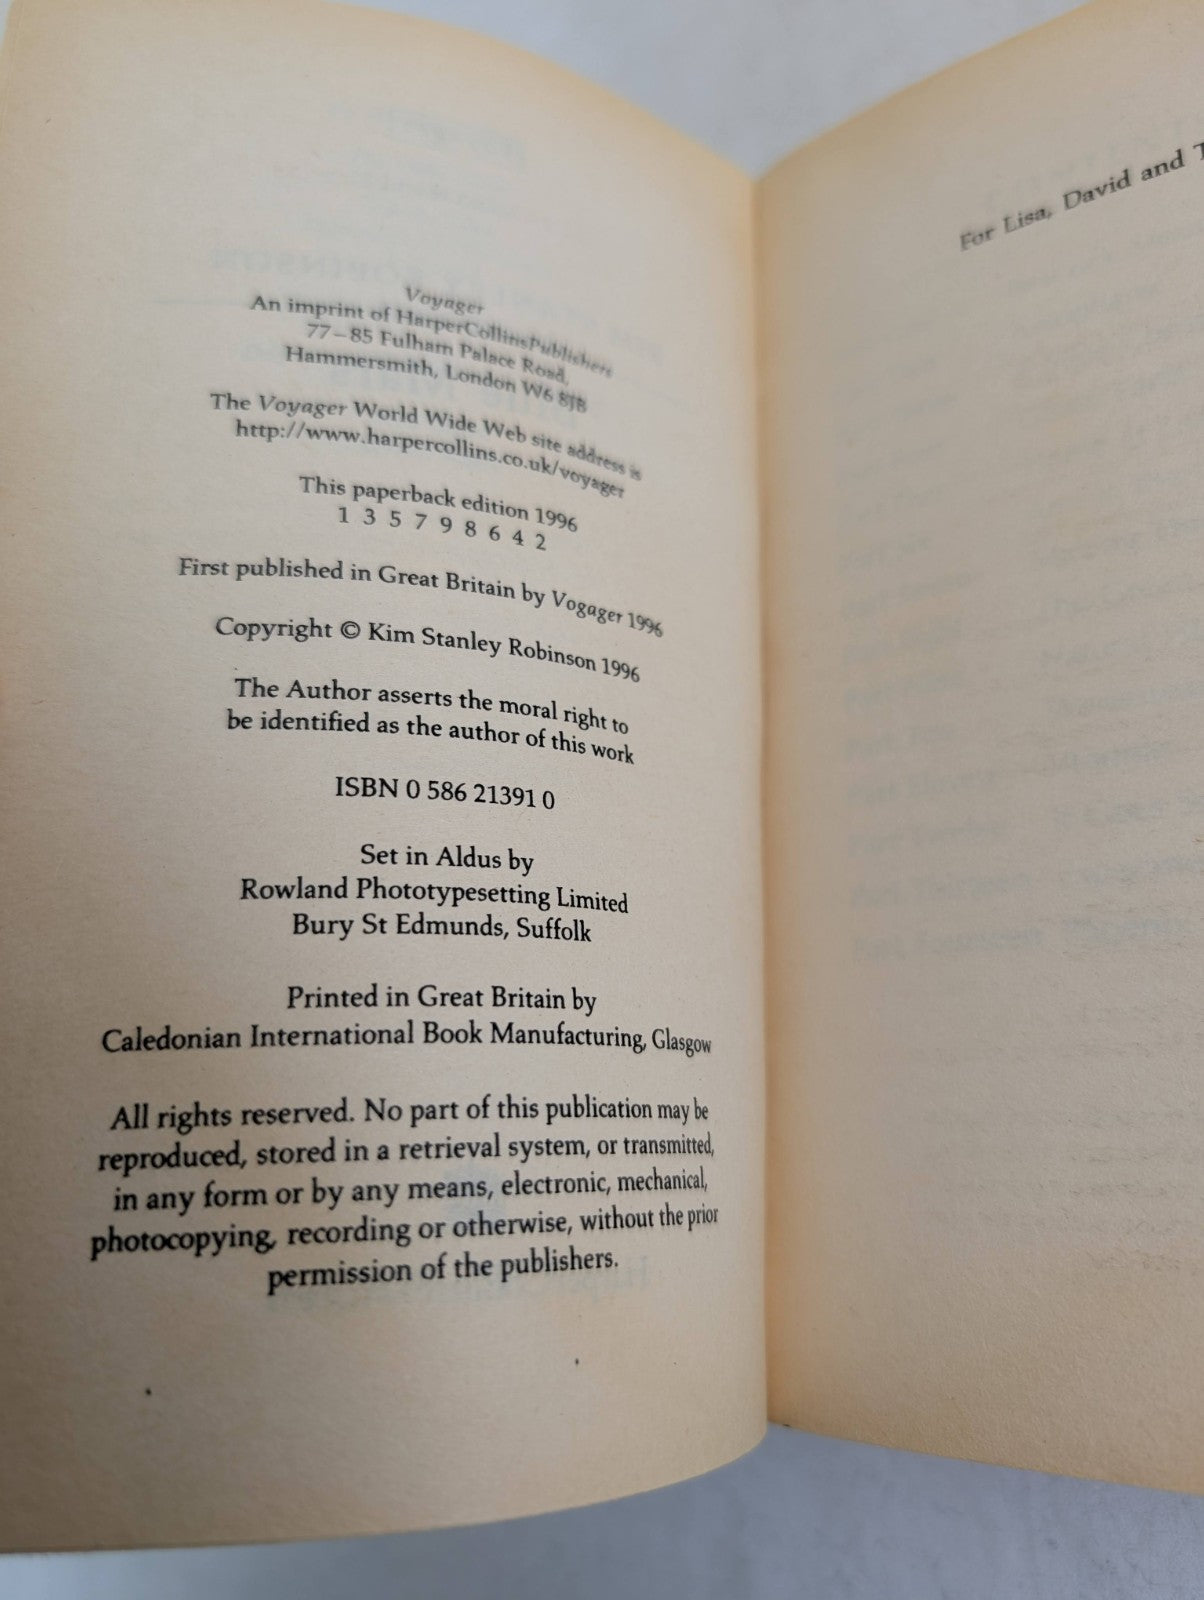 Voyager
An imprint of HarperCollinsPublishers
77–85 Fulham Palace Road,
Hammersmith, London W6 8JB
The Voyager World Wide Web site address is
http://www.harpercollins.co.uk/voyager
This paperback edition 1996
1 3 5 7 9 8 6 4 2
First published in Great Britain by Vogager 1996
Copyright © Kim Stanley Robinson 1996
The Author asserts the moral right to
be identified as the author of this work
ISBN 0 586 21391 0
Set in Aldus by
Rowland Phototypesetting Limited
Bury St Edmunds, Suffolk
Printed in Great Britain by
Caledonian International Book Manufacturing, Glasgow
All rights reserved. No part of this publication may be
reproduced, stored in a retrieval system, or transmitted,
in any form or by any means, electronic, mechanical,
photocopying, recording or otherwise, without the prior
permission of the publishers.
For Lisa, David and T